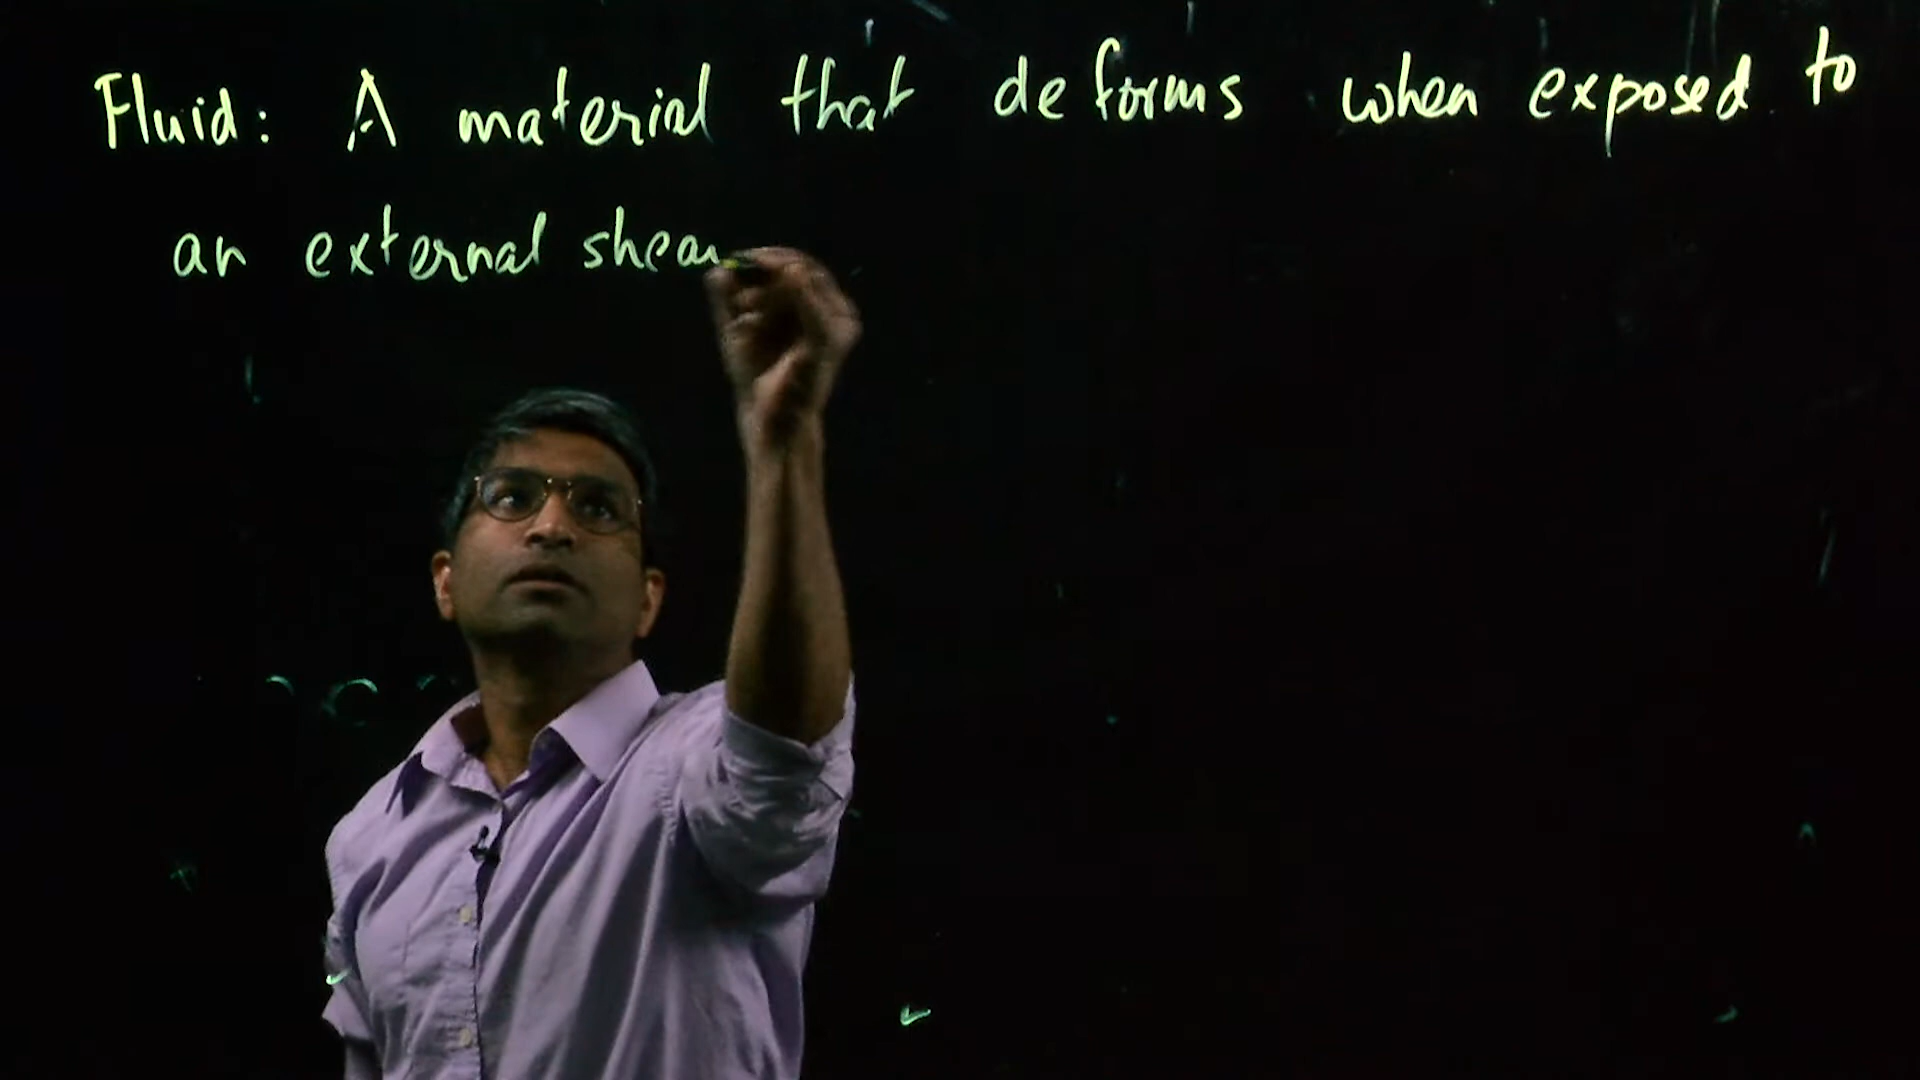 Fluid: A material that deforms when exposed to
an external shear